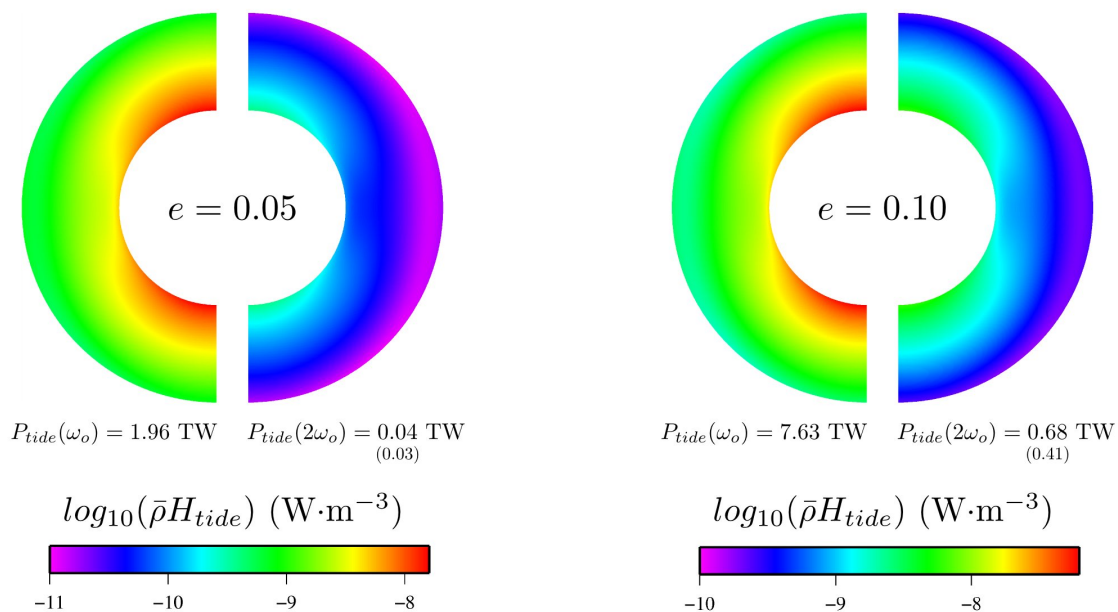 e = 0.05
P_tide(ω_o) = 1.96 TW
P_tide(2ω_o) = 0.04 TW
(0.03)
log₁₀(ρ̄H_tide) (W·m⁻³)
−11 −10 −9 −8
e = 0.10
P_tide(ω_o) = 7.63 TW
P_tide(2ω_o) = 0.68 TW
(0.41)
log₁₀(ρ̄H_tide) (W·m⁻³)
−10 −9 −8